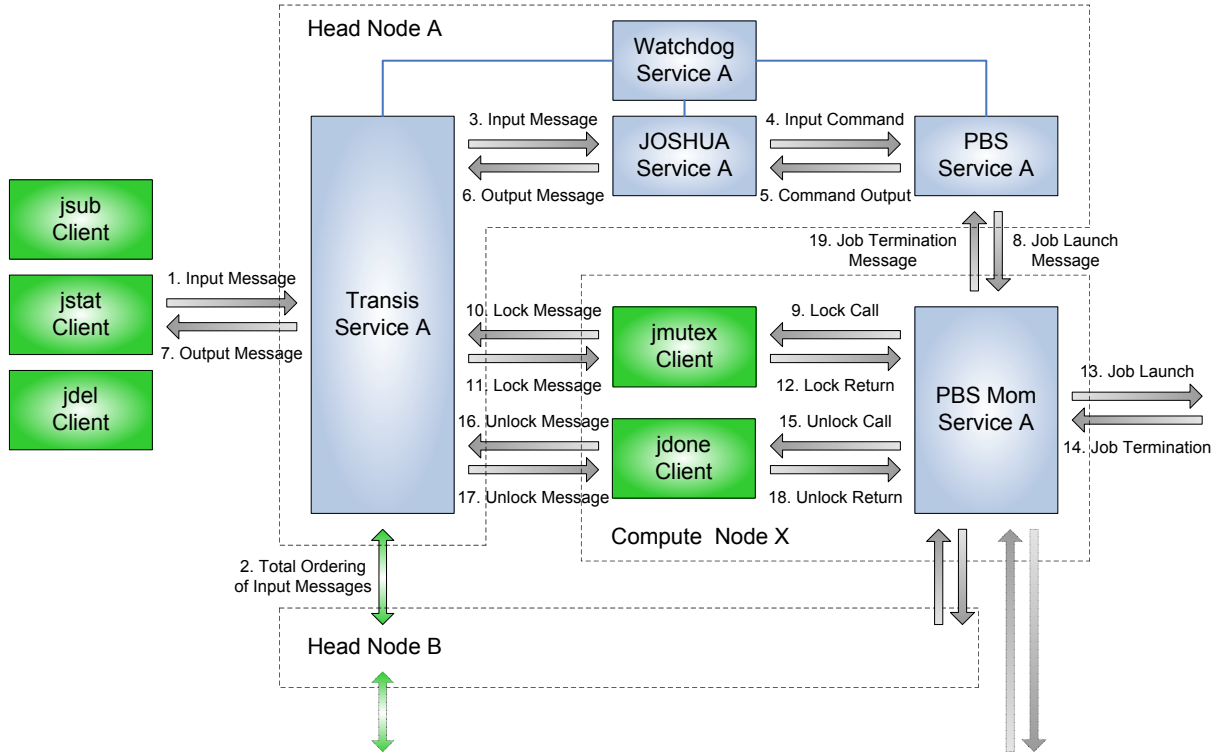 Head Node A
Watchdog
Service A
3. Input Message
JOSHUA
Service A
4. Input Command
PBS
Service A
6. Output Message
5. Command Output
jsub
Client
19. Job Termination
Message
8. Job Launch
Message
1. Input Message
jstat
Client
7. Output Message
Transis
Service A
10. Lock Message
jmutex
Client
9. Lock Call
11. Lock Message
12. Lock Return
jdel
Client
PBS Mom
Service A
13. Job Launch
14. Job Termination
16. Unlock Message
jdone
Client
15. Unlock Call
17. Unlock Message
18. Unlock Return
Compute Node X
2. Total Ordering
of Input Messages
Head Node B